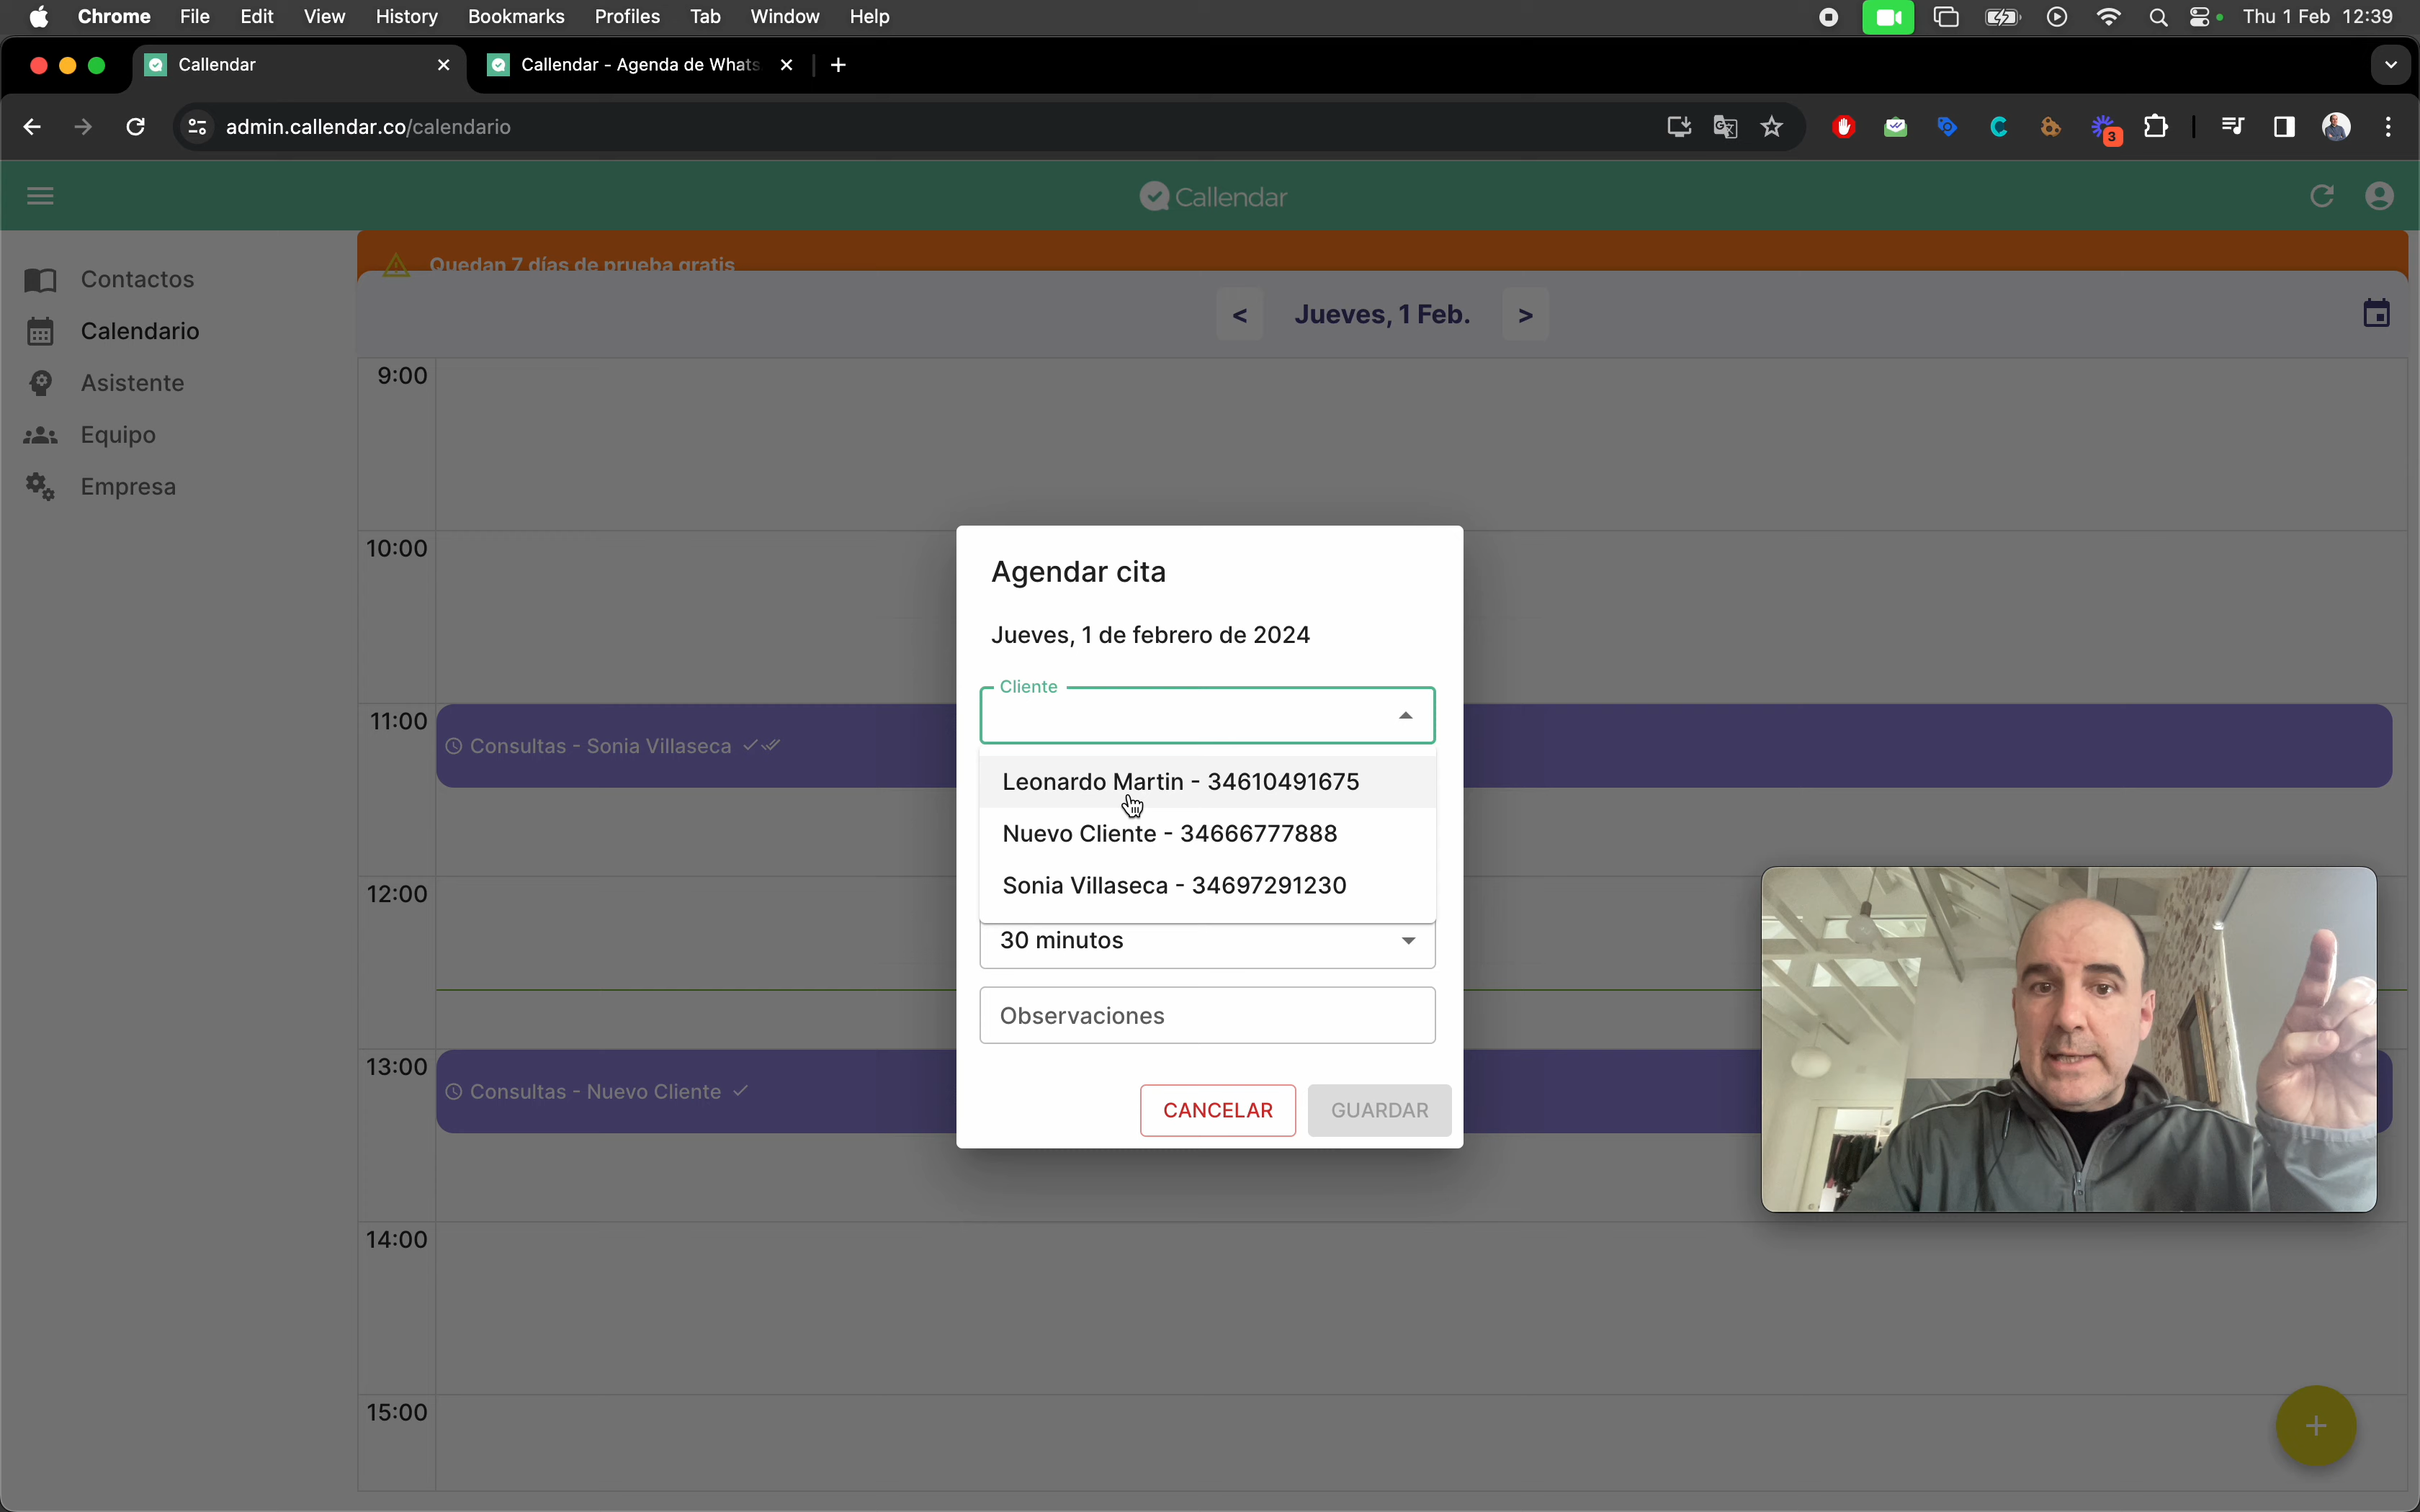 Chrome File Edit View History Bookmarks Profiles Tab Window Help Thu 1 Feb 12:39
Callendar Callendar - Agenda de Whats
admin.callendar.co/calendario
3
Callendar
Contactos
Calendario
Asistente
Equipo
Empresa
Quedan 7 días de prueba gratis
< Jueves, 1 Feb. >
9:00
10:00
11:00
Consultas - Sonia Villaseca
12:00
13:00
Consultas - Nuevo Cliente
14:00
15:00
Agendar cita
Jueves, 1 de febrero de 2024
Cliente
Leonardo Martin - 34610491675
Nuevo Cliente - 34666777888
Sonia Villaseca - 34697291230
30 minutos
Observaciones
CANCELAR GUARDAR
+